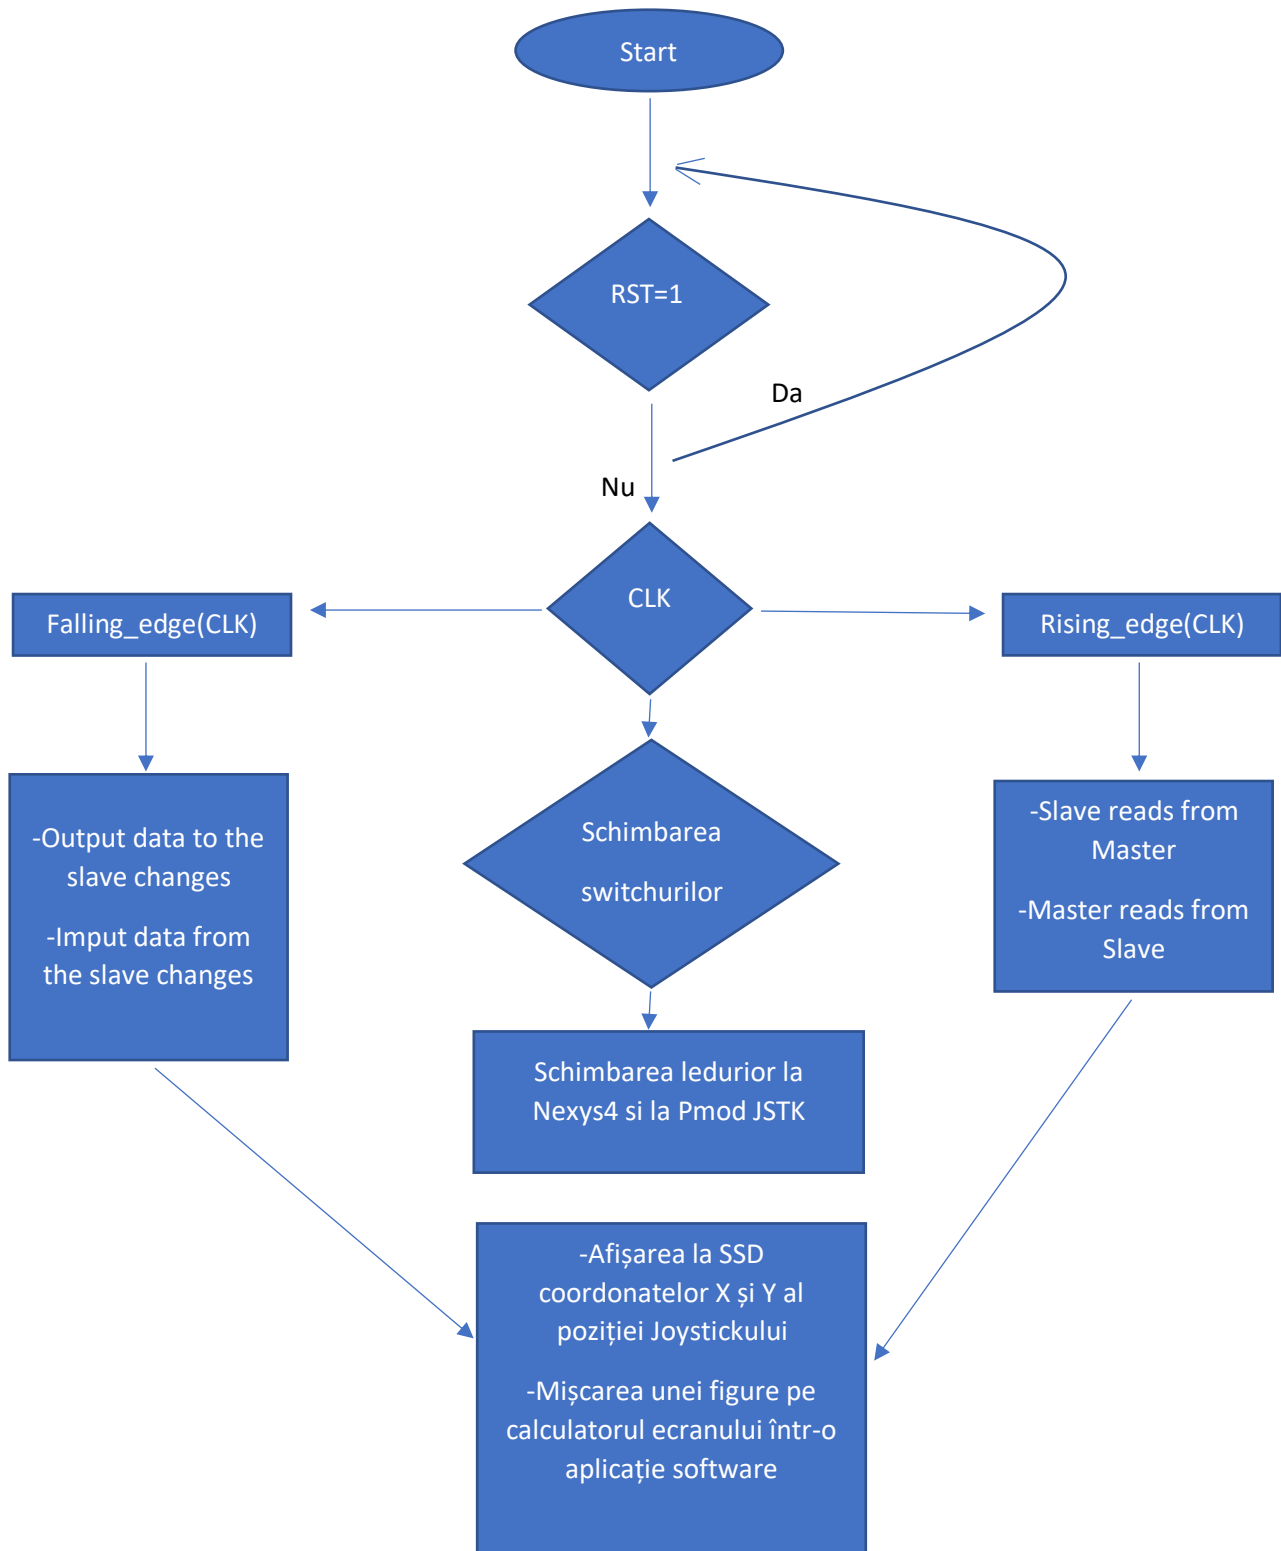 Start
RST=1
Da
Nu
CLK
Falling_edge(CLK)
Rising_edge(CLK)
-Output data to the
slave changes
-Imput data from
the slave changes
Schimbarea
switchurilor
-Slave reads from
Master
-Master reads from
Slave
Schimbarea ledurior la
Nexys4 si la Pmod JSTK
-Afișarea la SSD
coordonatelor X și Y al
poziției Joystickului
-Mișcarea unei figure pe
calculatorul ecranului într-o
aplicație software